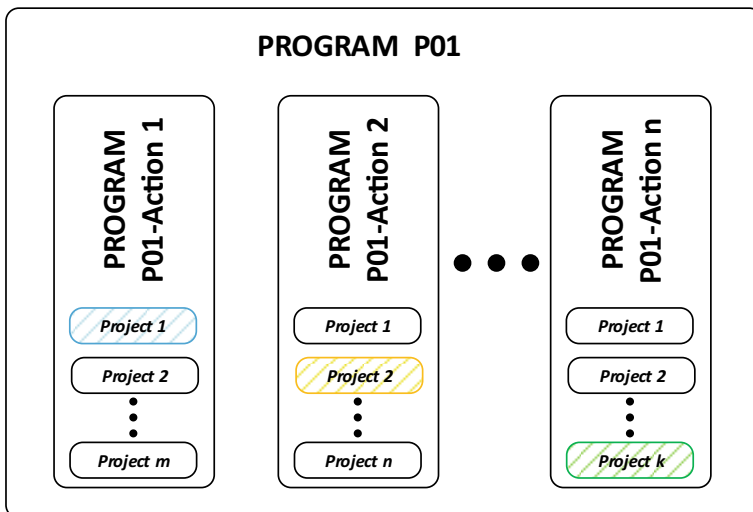 PROGRAM P01
PROGRAM
P01-Action 1
Project 1
Project 2
Project m
PROGRAM
P01-Action 2
Project 1
Project 2
Project n
PROGRAM
P01-Action n
Project 1
Project 2
Project k